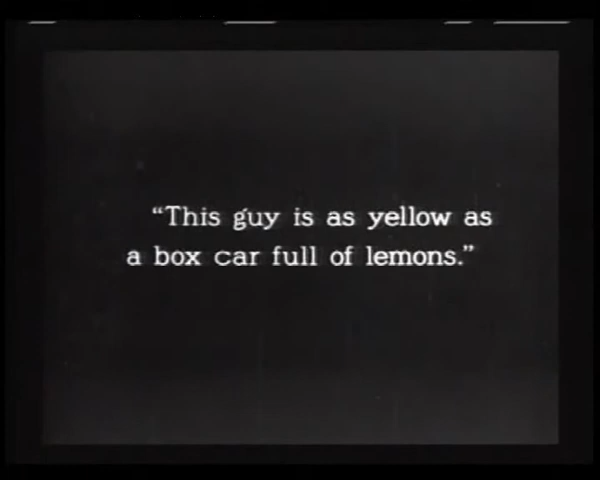 “This guy is as yellow as
a box car full of lemons.”